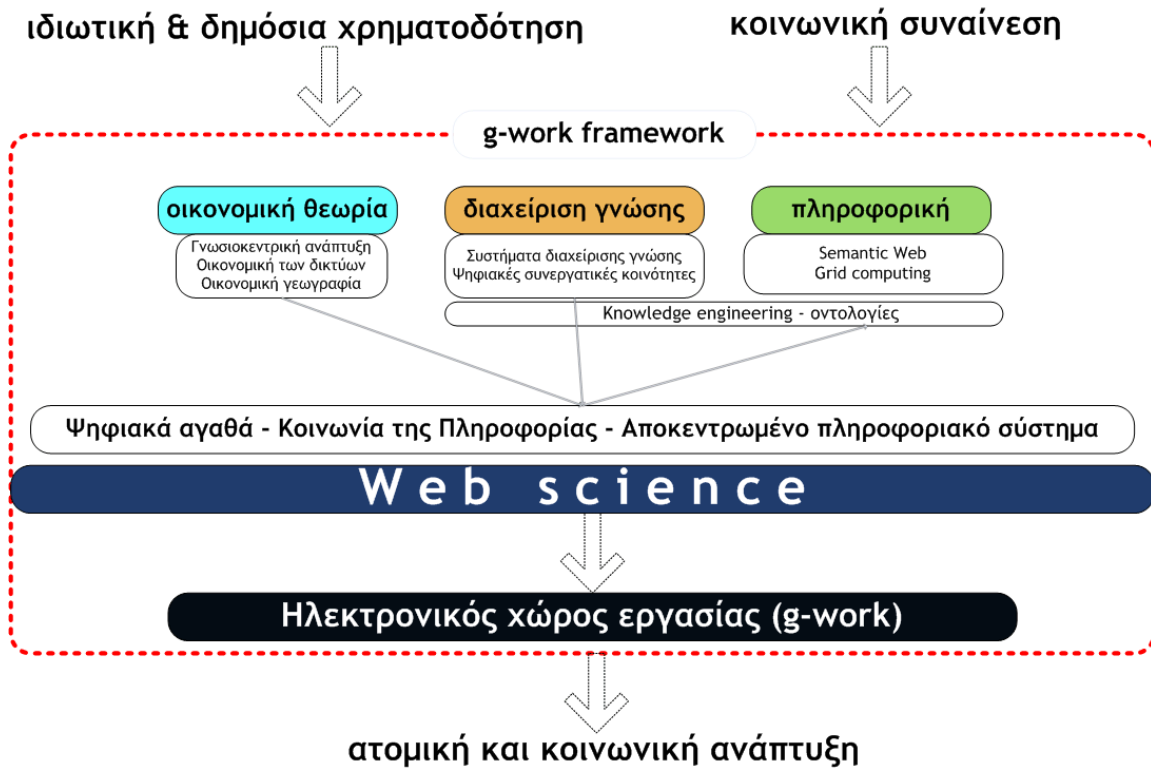 ιδιωτική & δημόσια χρηματοδότηση
κοινωνική συναίνεση
g-work framework
οικονομική θεωρία
Γνωσιοκεντρική ανάπτυξη
Οικονομική των δικτύων
Οικονομική γεωγραφία
διαχείριση γνώσης
Συστήματα διαχείρισης γνώσης
Ψηφιακές συνεργατικές κοινότητες
πληροφορική
Semantic Web
Grid computing
Knowledge engineering - οντολογίες
Ψηφιακά αγαθά - Κοινωνία της Πληροφορίας - Αποκεντρωμένο πληροφοριακό σύστημα
Web science
Ηλεκτρονικός χώρος εργασίας (g-work)
ατομική και κοινωνική ανάπτυξη